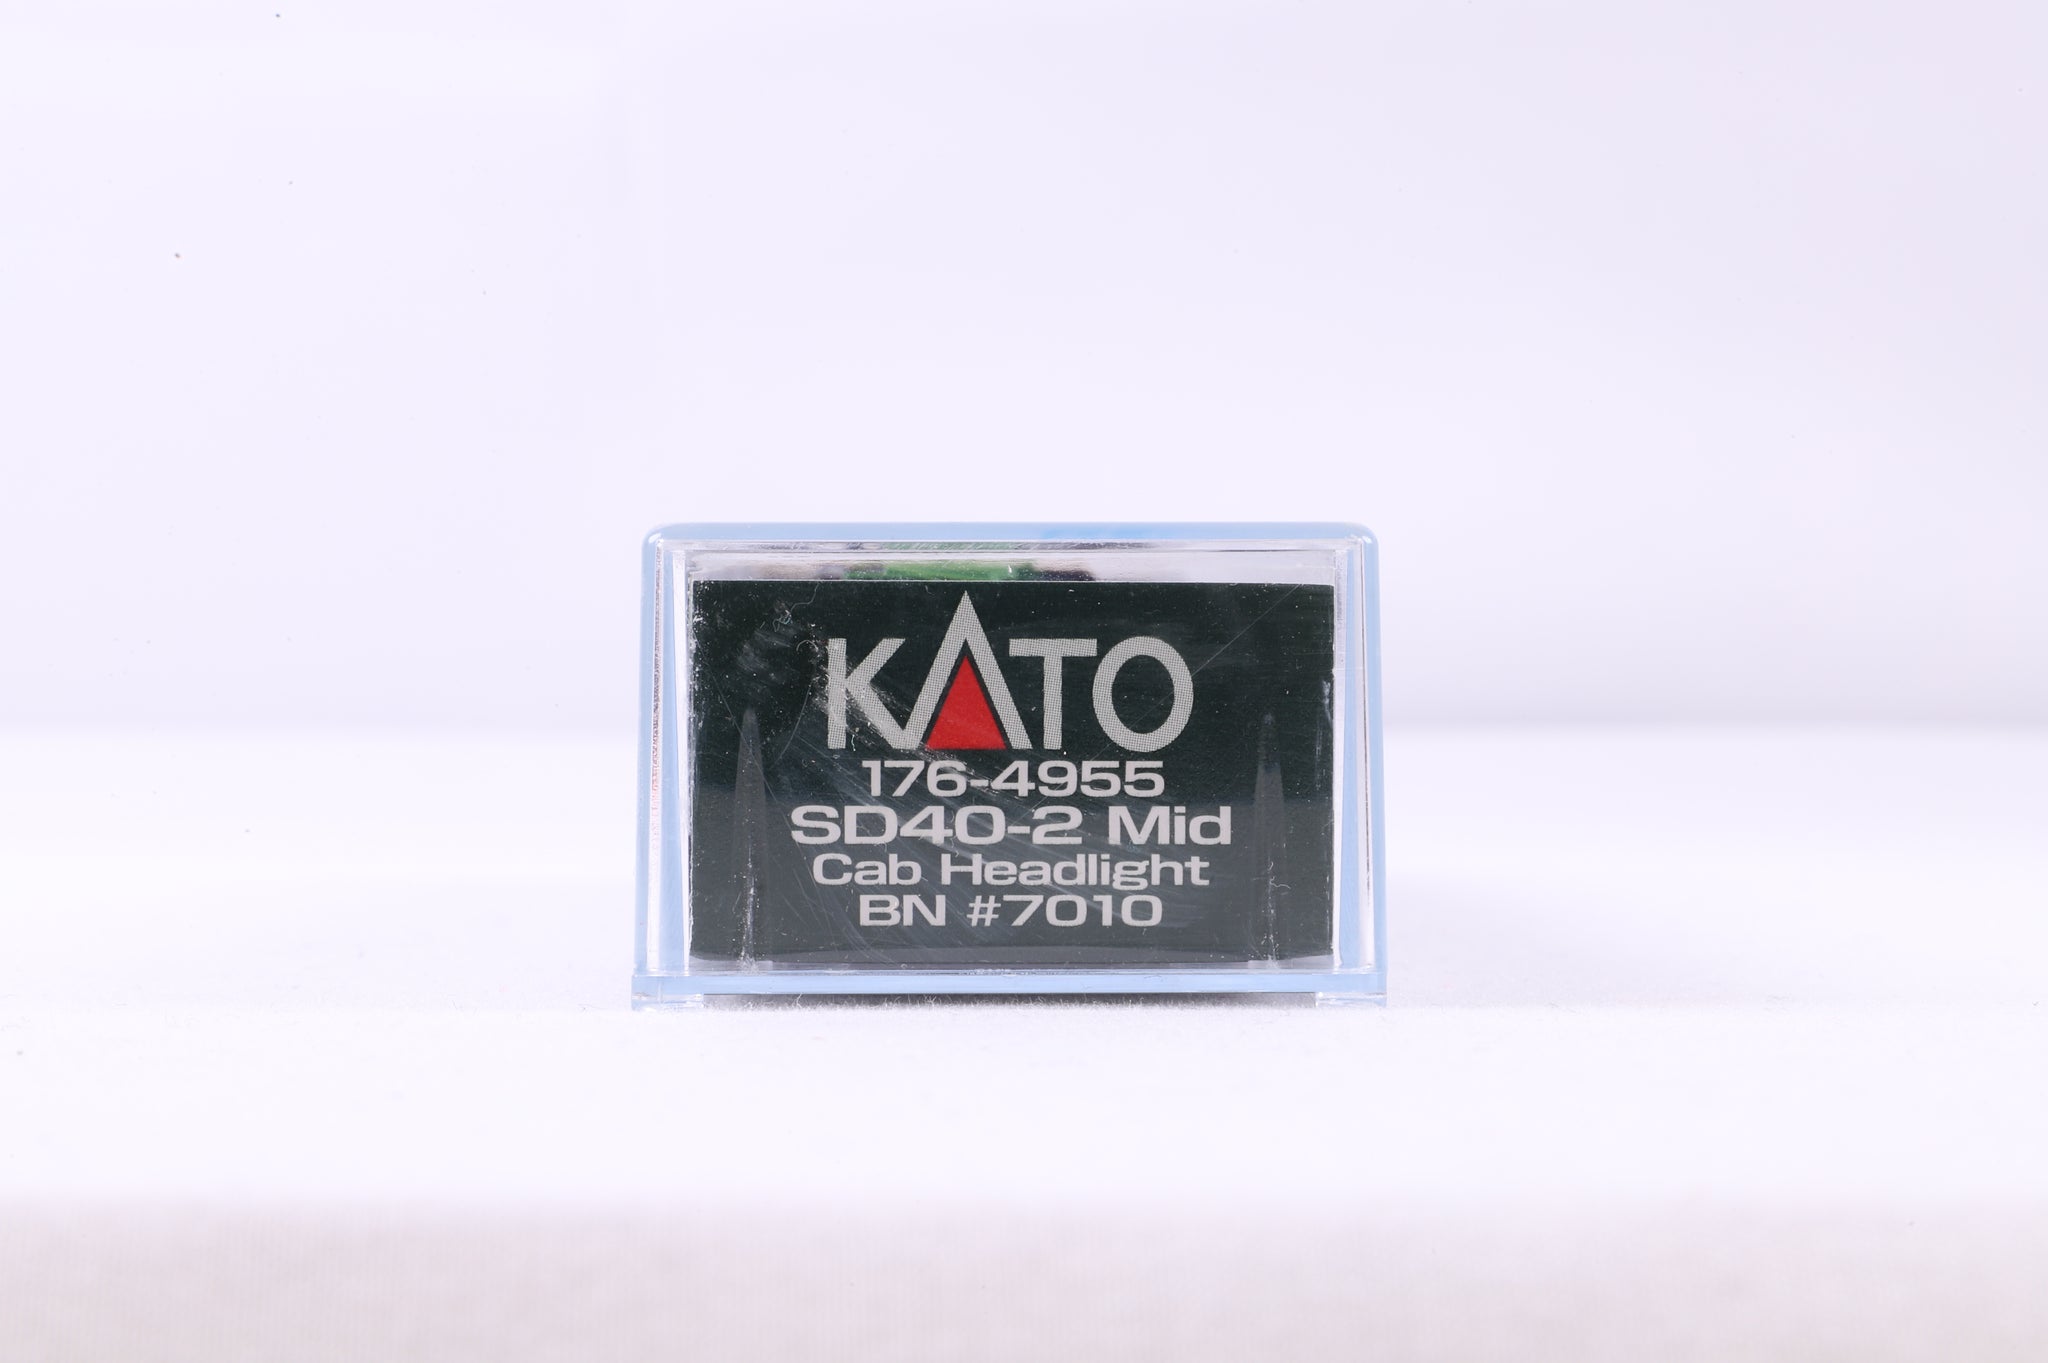 KATO
176-4955
SD40-2 Mid
Cab Headlight
BN #7010